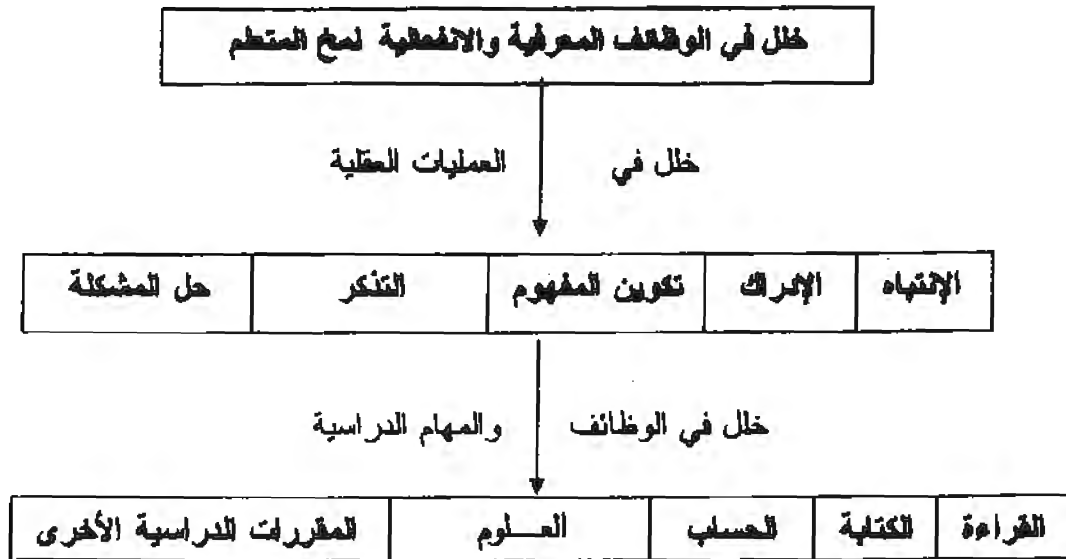 خلل في الوظائف المعرفية والانفعالية لمخ المتعلم
خلل في العمليات العقلية
الإنتباه الإدراك تكوين المفهوم التذكر حل المشكلة
خلل في الوظائف والمهام الدراسية
القراءة الكتابة الحساب العـــلوم المقررات الدراسية الأخرى